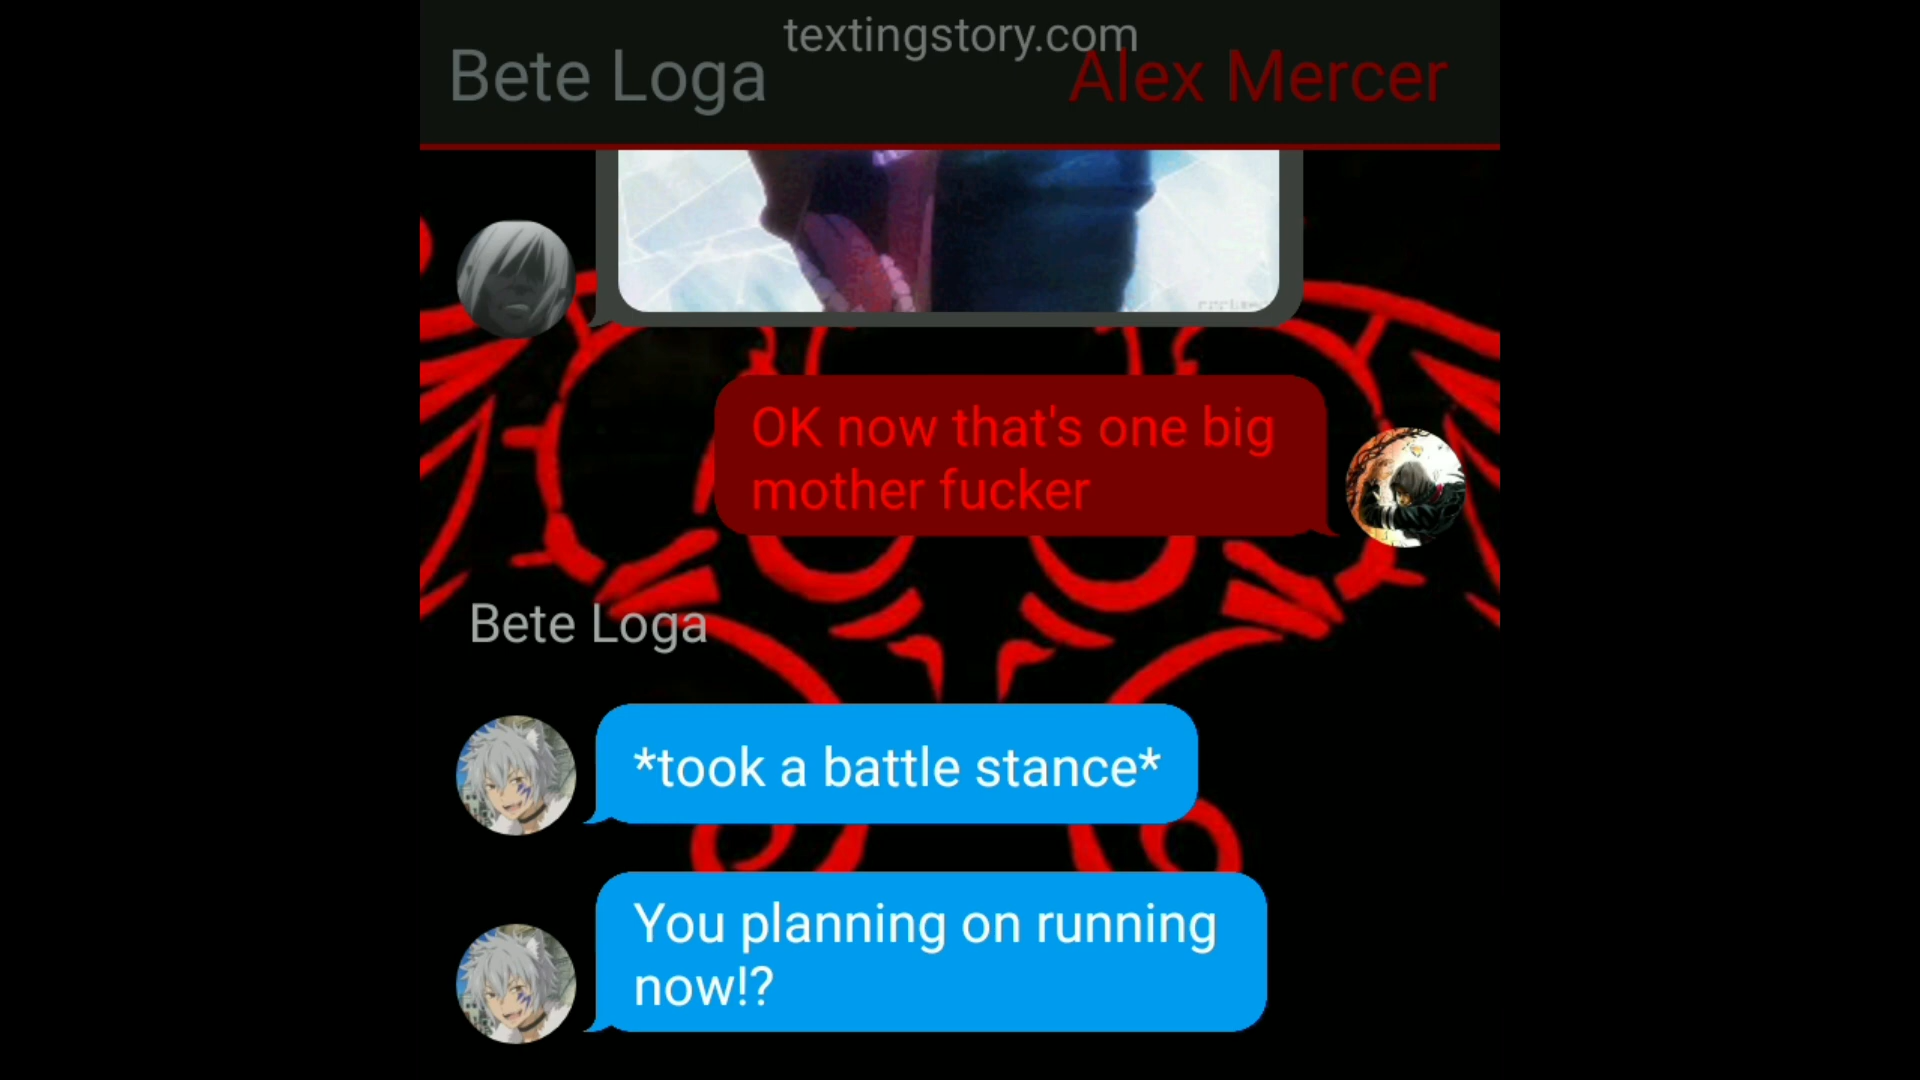 textingstory.com
Bete Loga
Alex Mercer
OK now that's one big
mother fucker
Bete Loga
*took a battle stance*
You planning on running
now!?